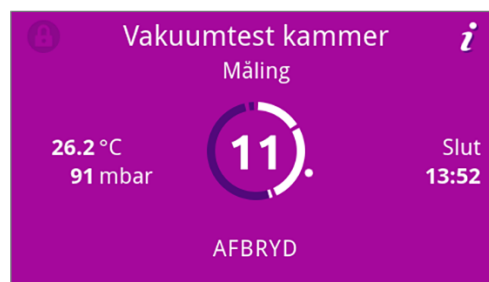 Vakuumtest kammer
Måling
26.2 °C
91 mbar
11
Slut
13:52
AFBRYD